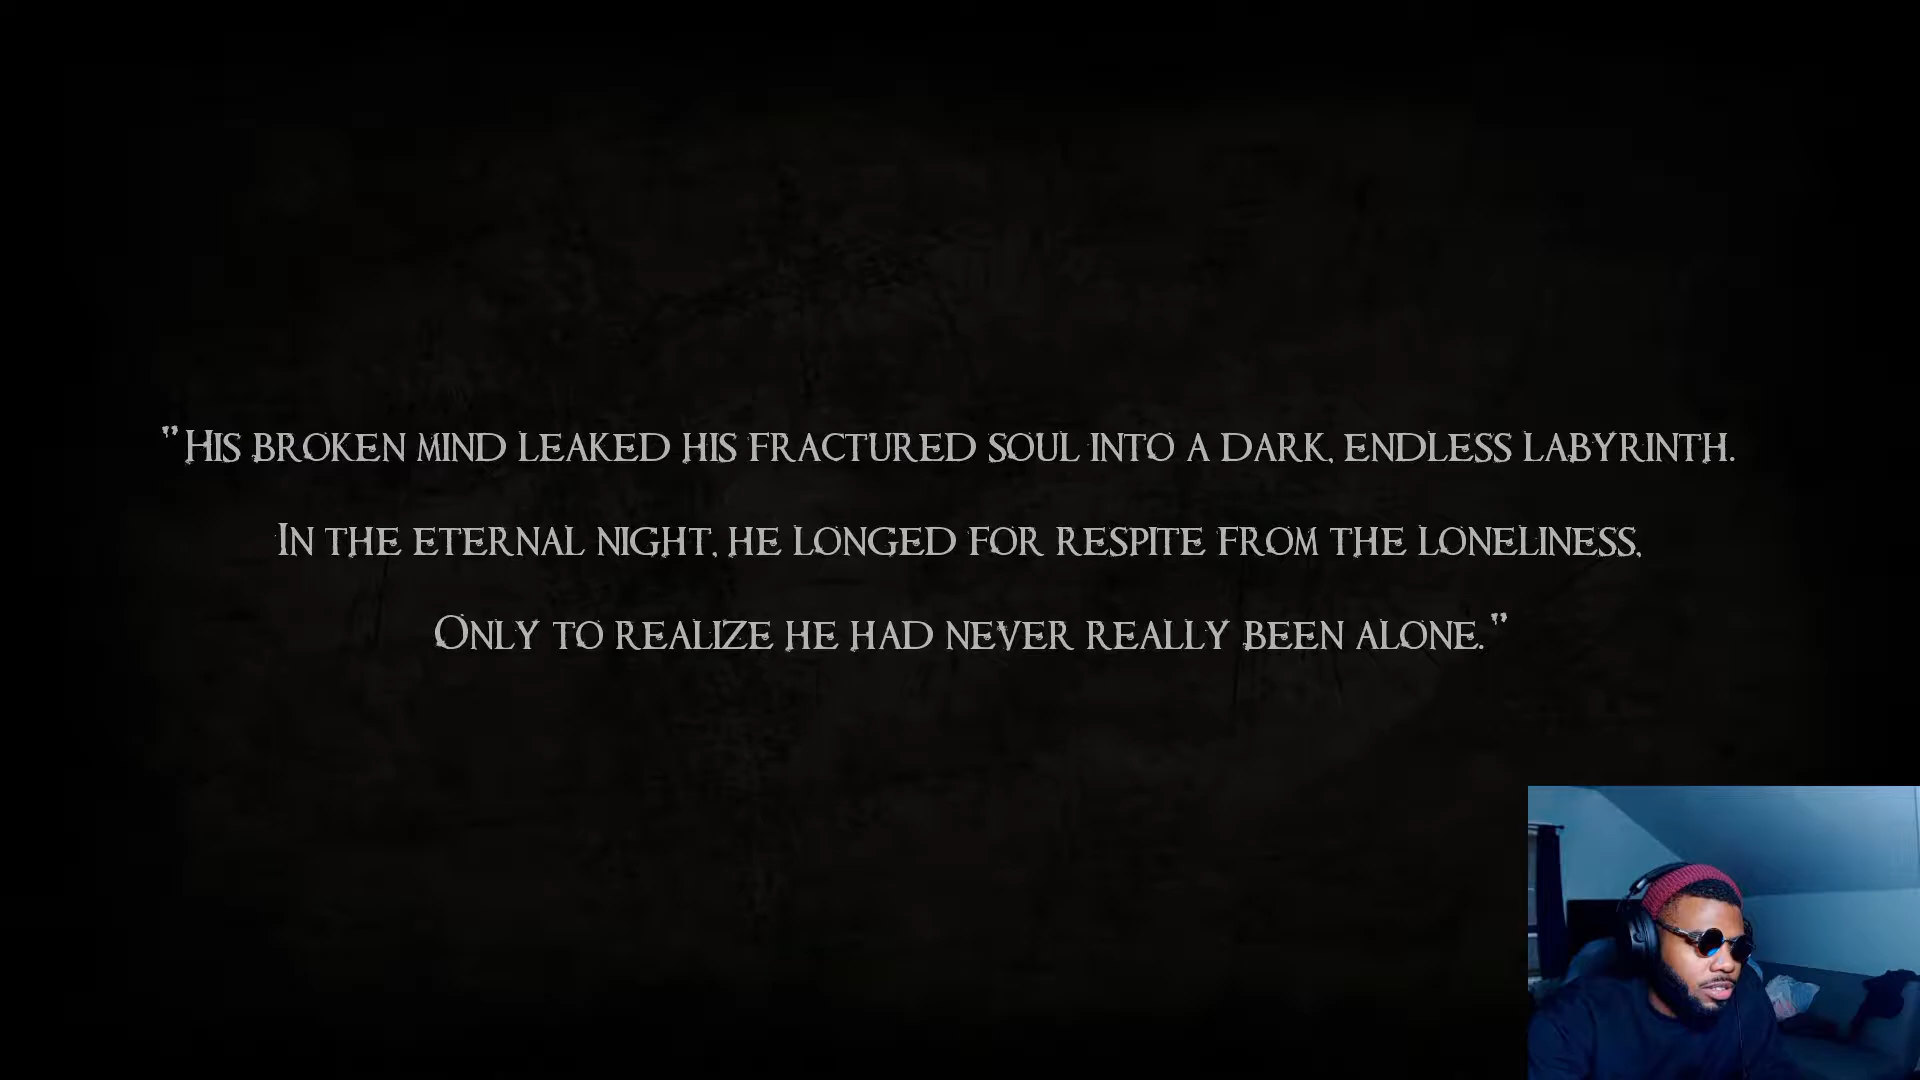 "His broken mind leaked his fractured soul into a dark, endless labyrinth.
In the eternal night, he longed for respite from the loneliness,
Only to realize he had never really been alone."